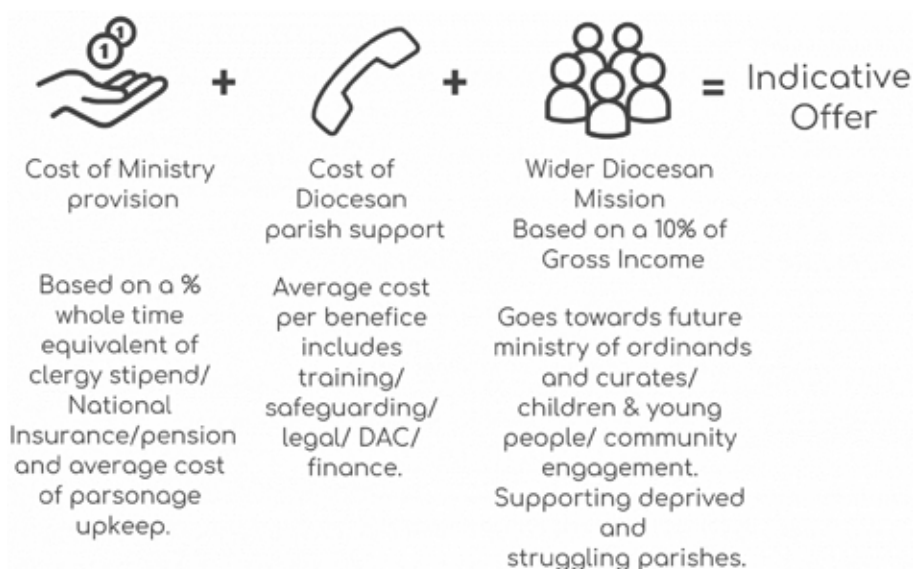 1 1
+
+
=
Indicative
Offer
Cost of Ministry
provision
Based on a %
whole time
equivalent of
clergy stipend/
National
Insurance/pension
and average cost
of parsonage
upkeep.
Cost of
Diocesan
parish support
Average cost
per benefice
includes
training/
safeguarding/
legal/ DAC/
finance.
Wider Diocesan
Mission
Based on a 10% of
Gross Income
Goes towards future
ministry of ordinands
and curates/
children & young
people/ community
engagement.
Supporting deprived
and
struggling parishes.